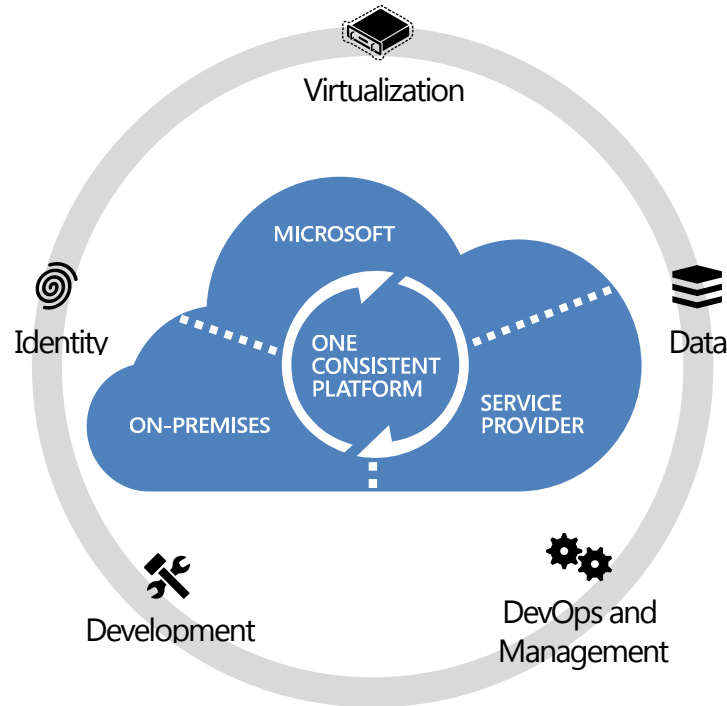 Virtualization
MICROSOFT
Identity
Data
ONE
CONSISTENT
PLATFORM
ON-PREMISES
SERVICE
PROVIDER
Development
DevOps and
Management